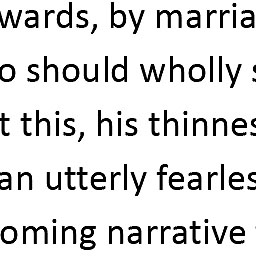 wards, by marria
o should wholly s
t this, his thinnes
an utterly fearles
oming narrative